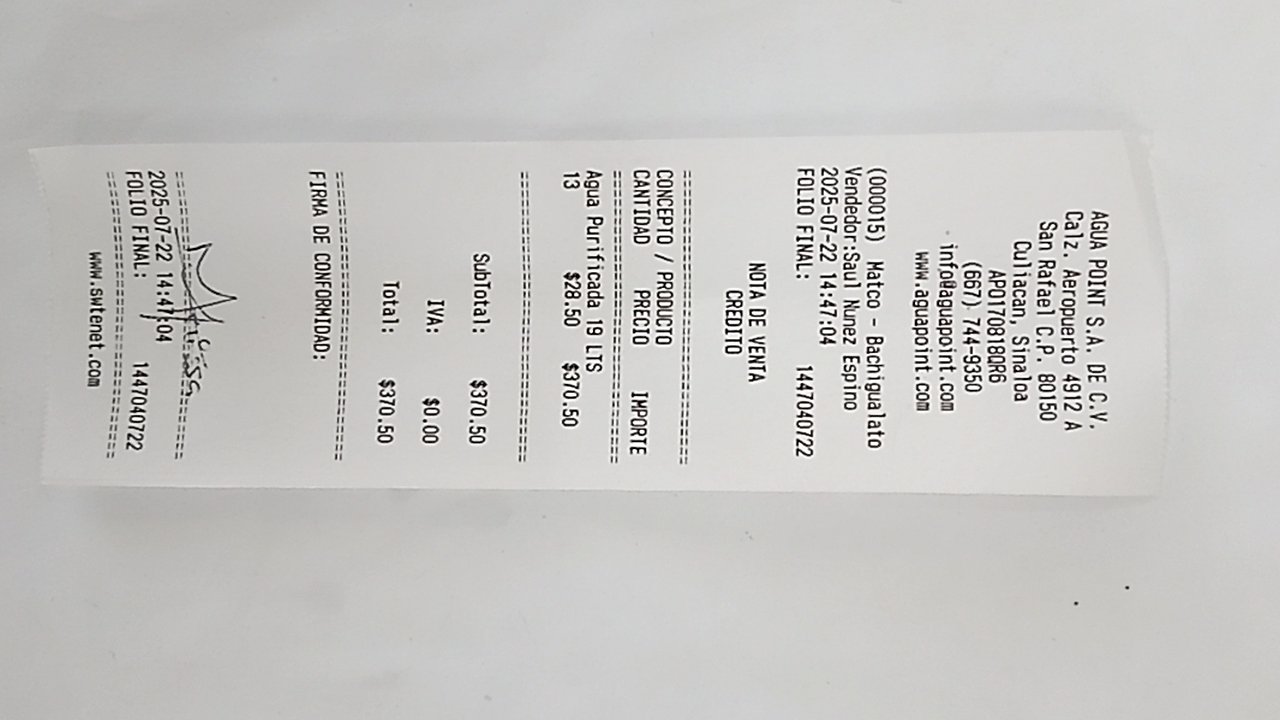 AGUA POINT S.A. DE C.V.
Calz. Aeropuerto 4912 A
San Rafael C.P. 80150
Culiacan, Sinaloa
APO170818QR6
(667) 744-9350
info@aguapoint.com
www.aguapoint.com
NOTA DE VENTA
CREDITO
(000015) Matco - Bachigualato
Vendedor:Saul Nunez Espino
2025-07-22 14:47:04
FOLIO FINAL: 1447040722
==============================
CONCEPTO / PRODUCTO
CANTIDAD PRECIO IMPORTE
==============================
Agua Purificada 19 LTS
13 $28.50 $370.50
==============================
SubTotal: $370.50
IVA: $0.00
Total: $370.50
==============================
FIRMA DE CONFORMIDAD:
==============================
2025-07-22 14:47:04
FOLIO FINAL: 1447040722
==============================
www.swtenet.com